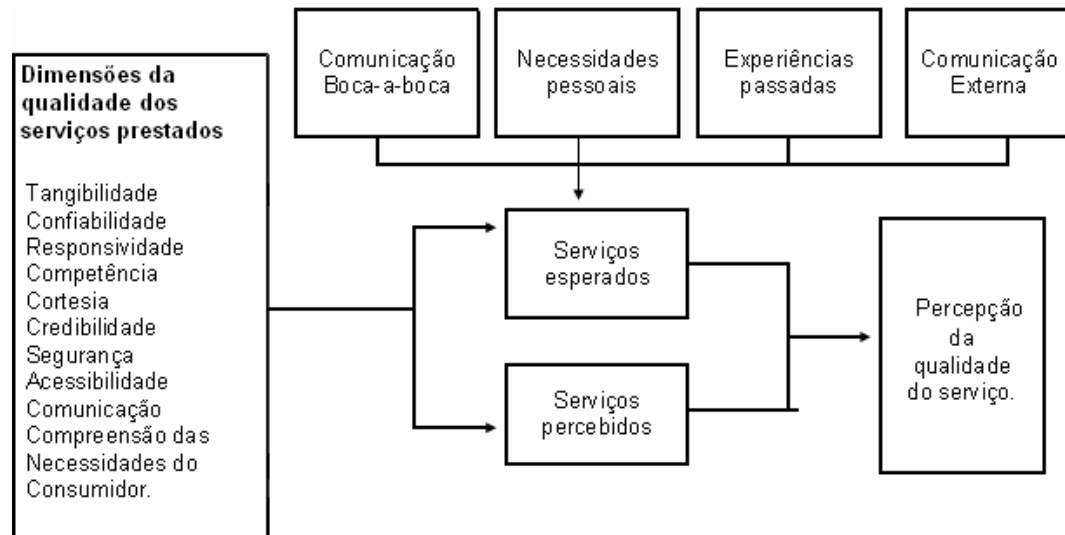 Dimensões da
qualidade dos
serviços prestados
Tangibilidade
Confiabilidade
Responsividade
Competência
Cortesia
Credibilidade
Segurança
Acessibilidade
Comunicação
Compreensão das
Necessidades do
Consumidor.
Comunicação
Boca-a-boca
Necessidades
pessoais
Experiências
passadas
Comunicação
Externa
Serviços
esperados
Serviços
percebidos
Percepção
da
qualidade
do serviço.